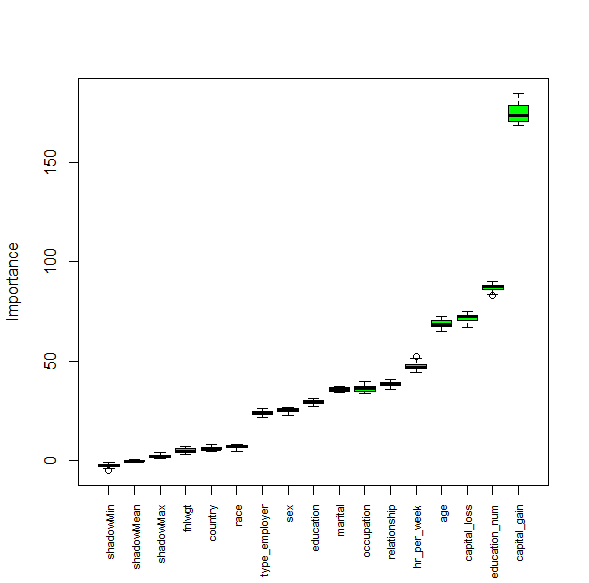 Importance
150
100
50
0
shadowMin
shadowMean
shadowMax
fnlwgt
country
race
type_employer
sex
education
marital
occupation
relationship
hr_per_week
age
capital_loss
education_num
capital_gain